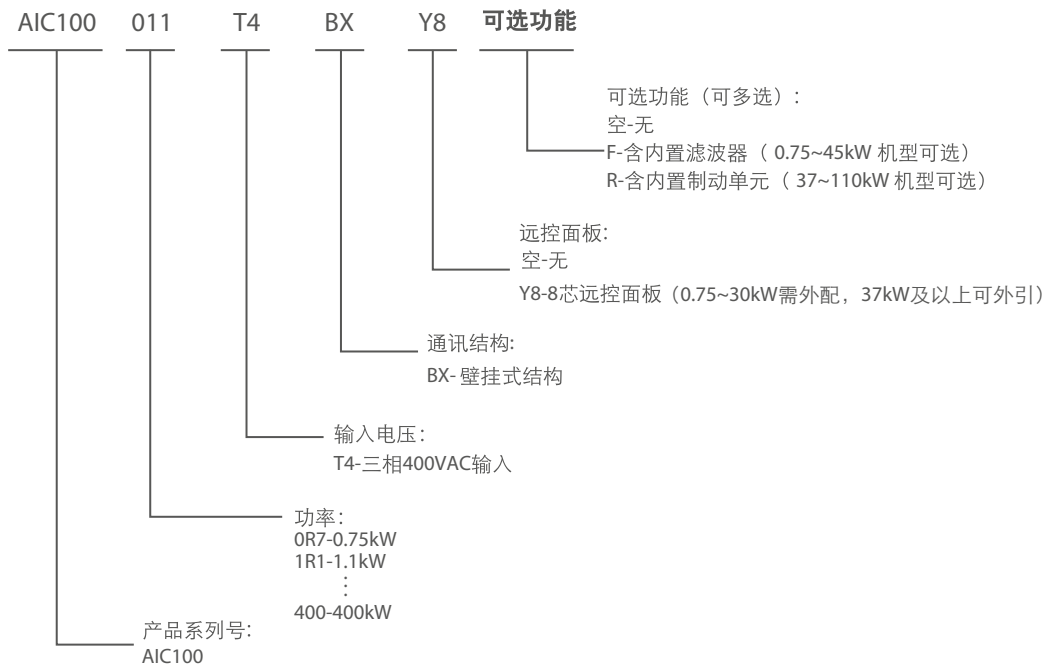 AIC100 011 T4 BX Y8 可选功能
可选功能（可多选）:
空-无
F-含内置滤波器（ 0.75~45kW 机型可选）
R-含内置制动单元（ 37~110kW 机型可选）
远控面板:
空-无
Y8-8芯远控面板（0.75~30kW需外配，37kW及以上可外引）
通讯结构:
BX- 壁挂式结构
输入电压:
T4-三相400VAC输入
功率:
0R7-0.75kW
1R1-1.1kW
⋮
400-400kW
产品系列号:
AIC100